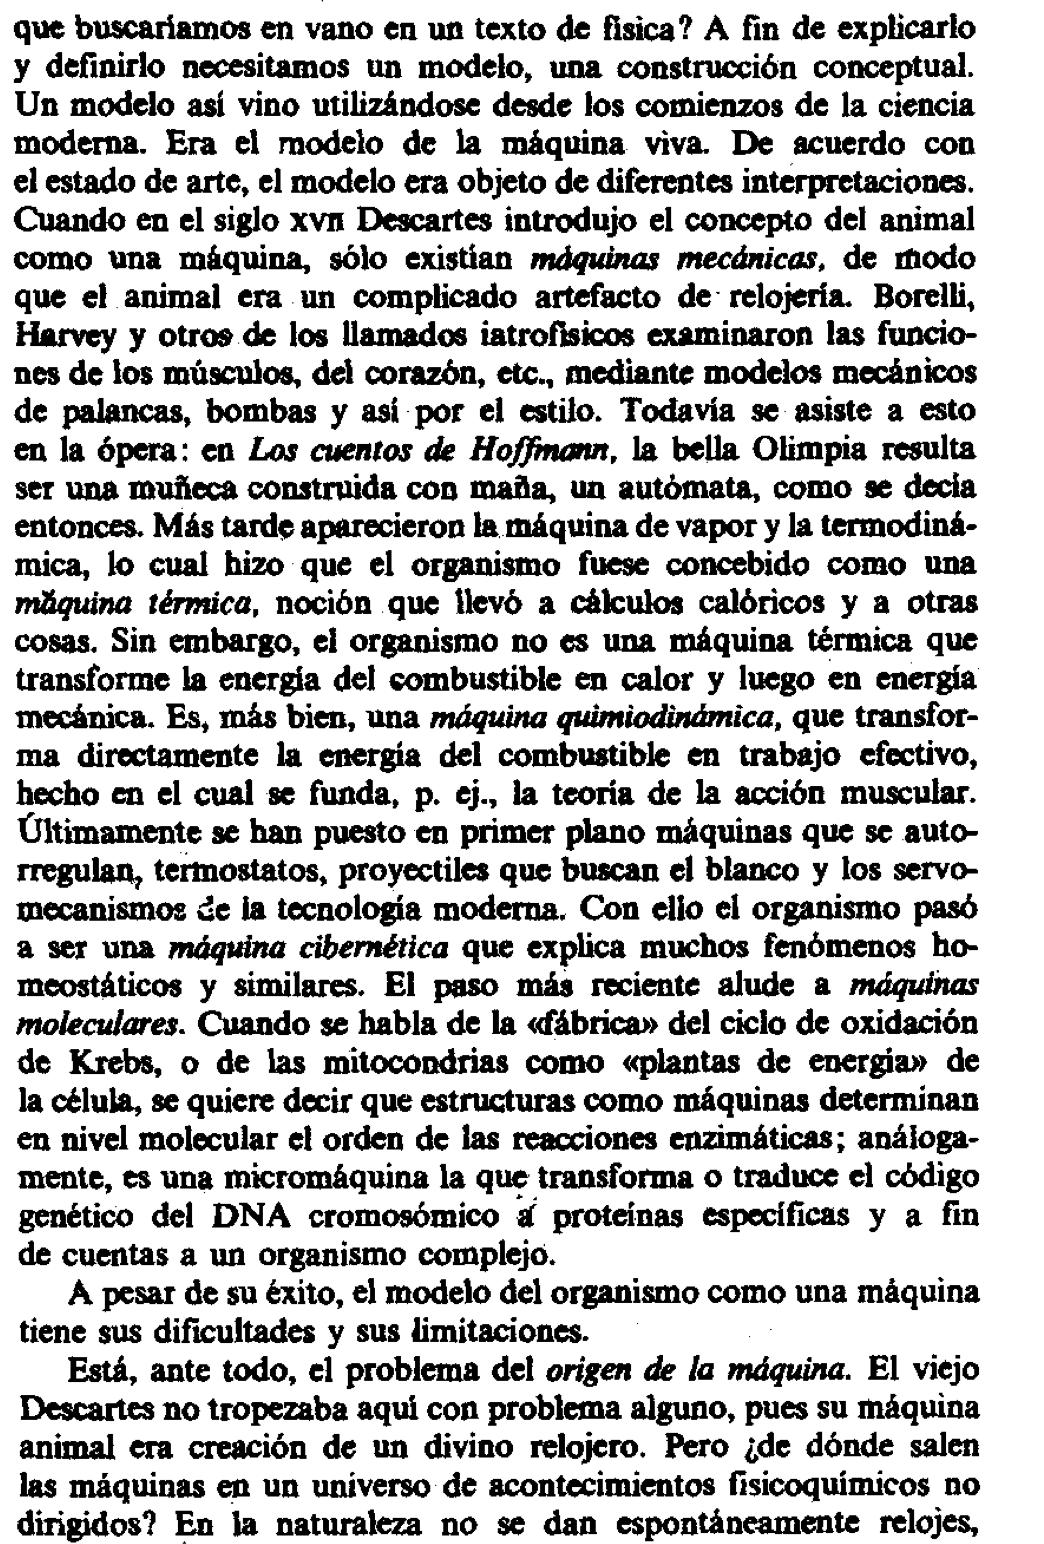 que buscaríamos en vano en un texto de física? A fin de explicarlo
y definirlo necesitamos un modelo, una construcción conceptual.
Un modelo así vino utilizándose desde los comienzos de la ciencia
moderna. Era el modelo de la máquina viva. De acuerdo con
el estado de arte, el modelo era objeto de diferentes interpretaciones.
Cuando en el siglo XVII Descartes introdujo el concepto del animal
como una máquina, sólo existían máquinas mecánicas, de modo
que el animal era un complicado artefacto de relojería. Borelli,
Harvey y otros de los llamados iatrofísicos examinaron las funcio-
nes de los músculos, del corazón, etc., mediante modelos mecánicos
de palancas, bombas y así por el estilo. Todavía se asiste a esto
en la ópera: en Los cuentos de Hoffmann, la bella Olimpia resulta
ser una muñeca construida con maña, un autómata, como se decía
entonces. Más tarde aparecieron la máquina de vapor y la termodiná-
mica, lo cual hizo que el organismo fuese concebido como una
máquina térmica, noción que llevó a cálculos calóricos y a otras
cosas. Sin embargo, el organismo no es una máquina térmica que
transforme la energía del combustible en calor y luego en energía
mecánica. Es, más bien, una máquina quimiodinámica, que transfor-
ma directamente la energía del combustible en trabajo efectivo,
hecho en el cual se funda, p. ej., la teoría de la acción muscular.
Últimamente se han puesto en primer plano máquinas que se auto-
rregulan, termostatos, proyectiles que buscan el blanco y los servo-
mecanismos de la tecnología moderna. Con ello el organismo pasó
a ser una máquina cibernética que explica muchos fenómenos ho-
meostáticos y similares. El paso más reciente alude a máquinas
moleculares. Cuando se habla de la «fábrica» del ciclo de oxidación
de Krebs, o de las mitocondrias como «plantas de energía» de
la célula, se quiere decir que estructuras como máquinas determinan
en nivel molecular el orden de las reacciones enzimáticas; análoga-
mente, es una micromáquina la que transforma o traduce el código
genético del DNA cromosómico a proteínas específicas y a fin
de cuentas a un organismo complejo.
A pesar de su éxito, el modelo del organismo como una máquina
tiene sus dificultades y sus limitaciones.
Está, ante todo, el problema del origen de la máquina. El viejo
Descartes no tropezaba aquí con problema alguno, pues su máquina
animal era creación de un divino relojero. Pero ¿de dónde salen
las máquinas en un universo de acontecimientos fisicoquímicos no
dirigidos? En la naturaleza no se dan espontáneamente relojes,